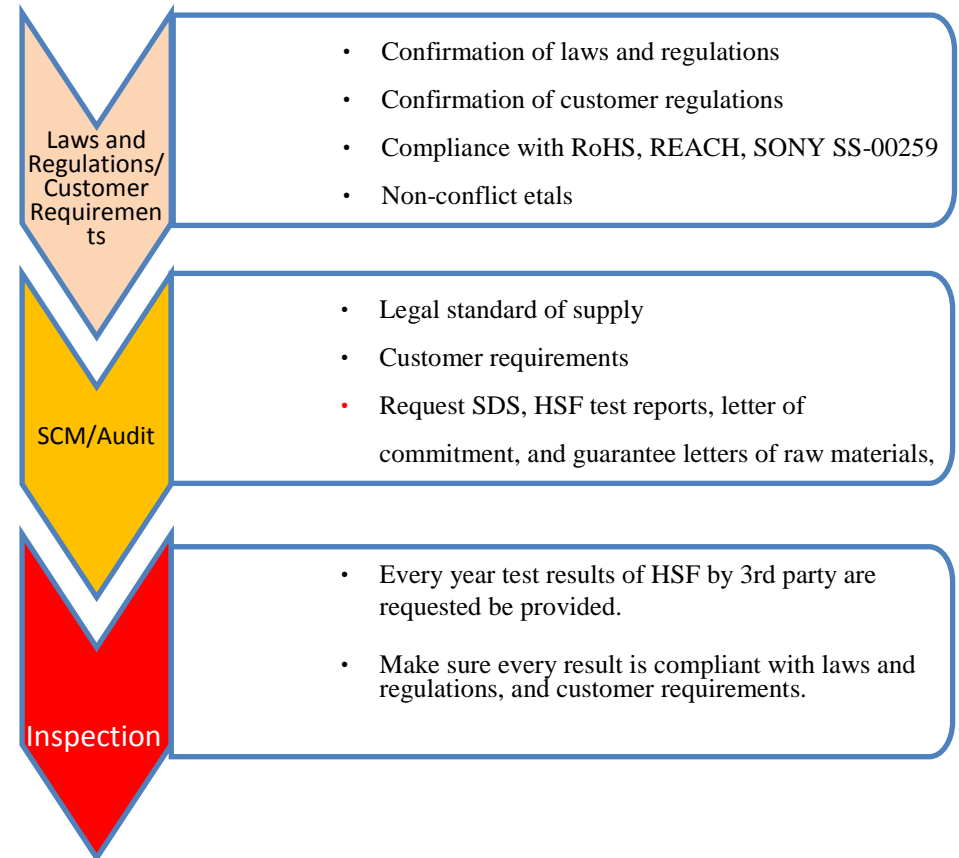 Laws and
Regulations/
Customer
Requiremen
ts
• Confirmation of laws and regulations
• Confirmation of customer regulations
• Compliance with RoHS, REACH, SONY SS-00259
• Non-conflict etals
SCM/Audit
• Legal standard of supply
• Customer requirements
• Request SDS, HSF test reports, letter of
commitment, and guarantee letters of raw materials,
Inspection
• Every year test results of HSF by 3rd party are
requested be provided.
• Make sure every result is compliant with laws and
regulations, and customer requirements.